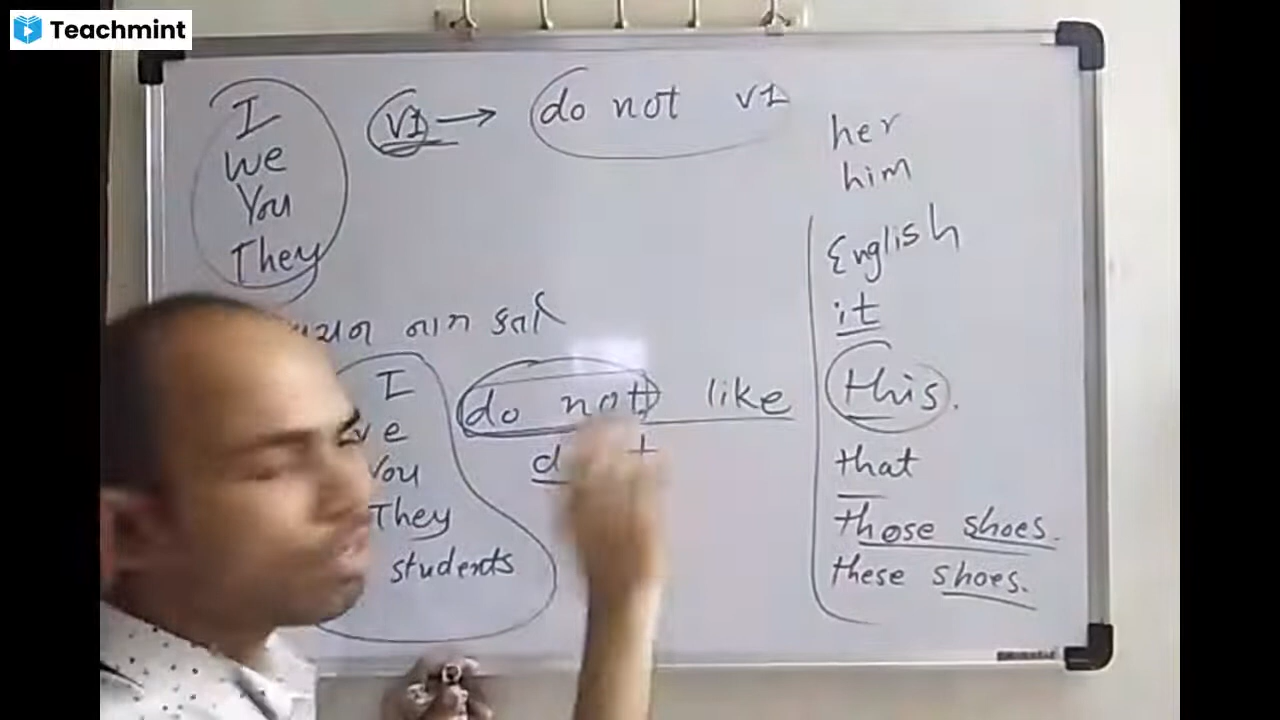 Teachmint
I V1 → do not V1
We
You
They
her
him
English
it
this.
that
those shoes.
these shoes.
નામ કર્તા
I do not like
You
They
students